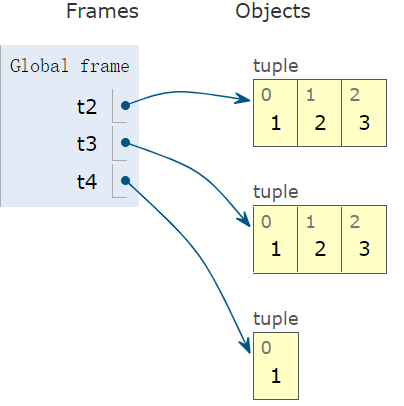 Frames Objects
Global frame
t2
t3
t4
tuple
0 1 2
1 2 3
tuple
0 1 2
1 2 3
tuple
0
1